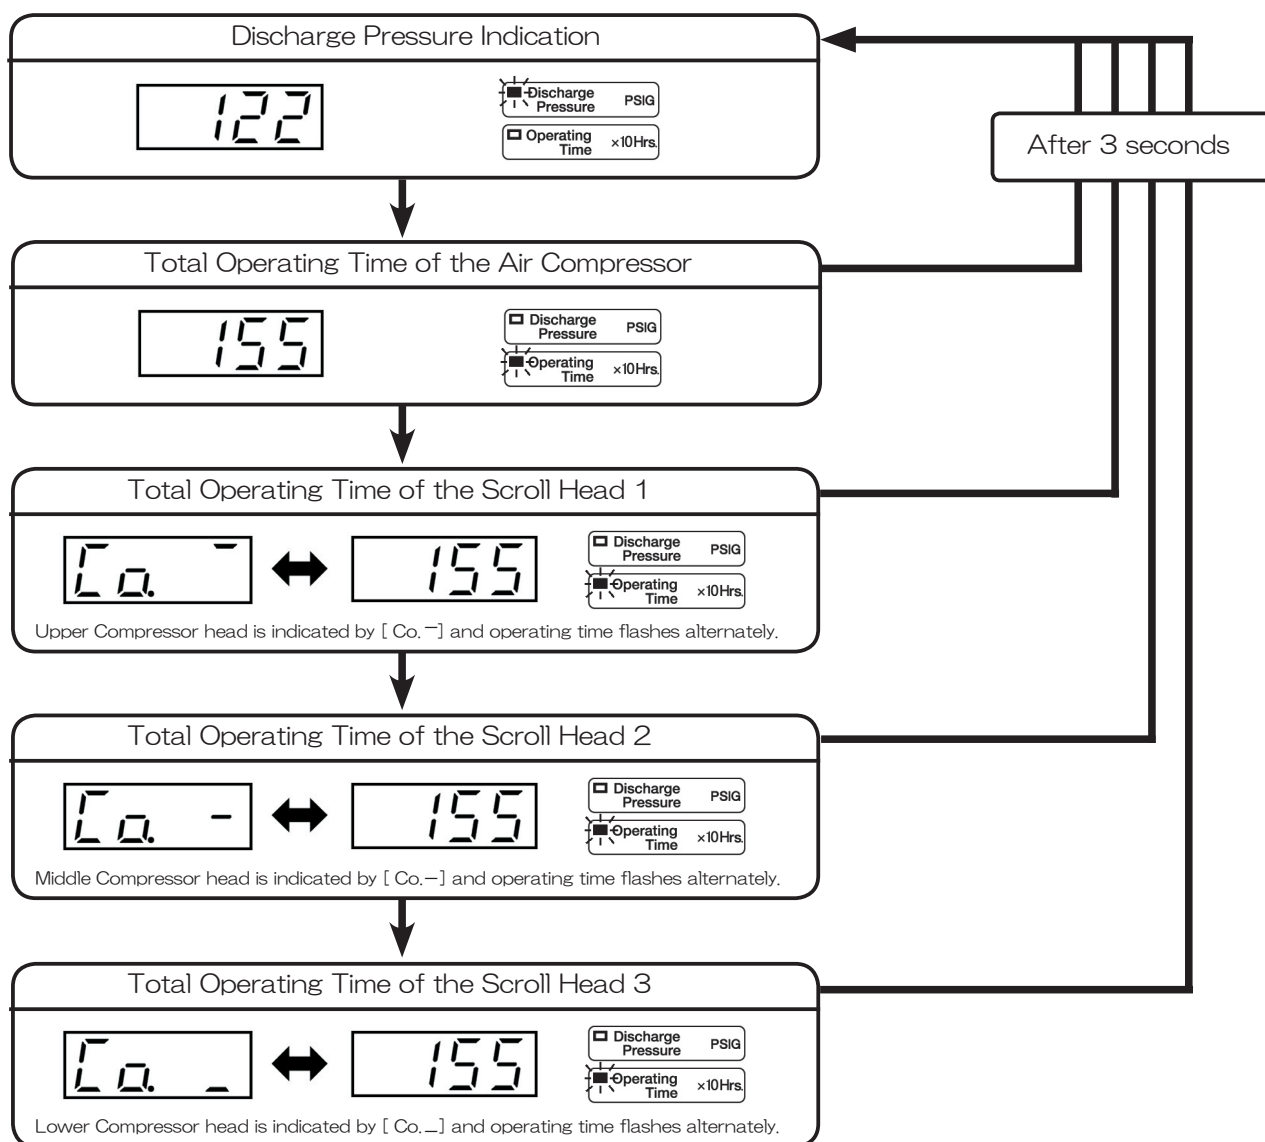 Discharge Pressure Indication
122
Discharge
Pressure PSIG
Operating
Time ×10Hrs.
After 3 seconds
Total Operating Time of the Air Compressor
155
Discharge
Pressure PSIG
Operating
Time ×10Hrs.
Total Operating Time of the Scroll Head 1
Co. ¯ 155
Discharge
Pressure PSIG
Operating
Time ×10Hrs.
Upper Compressor head is indicated by [ Co.¯] and operating time flashes alternately.
Total Operating Time of the Scroll Head 2
Co. - 155
Discharge
Pressure PSIG
Operating
Time ×10Hrs.
Middle Compressor head is indicated by [ Co.-] and operating time flashes alternately.
Total Operating Time of the Scroll Head 3
Co. _ 155
Discharge
Pressure PSIG
Operating
Time ×10Hrs.
Lower Compressor head is indicated by [ Co._] and operating time flashes alternately.